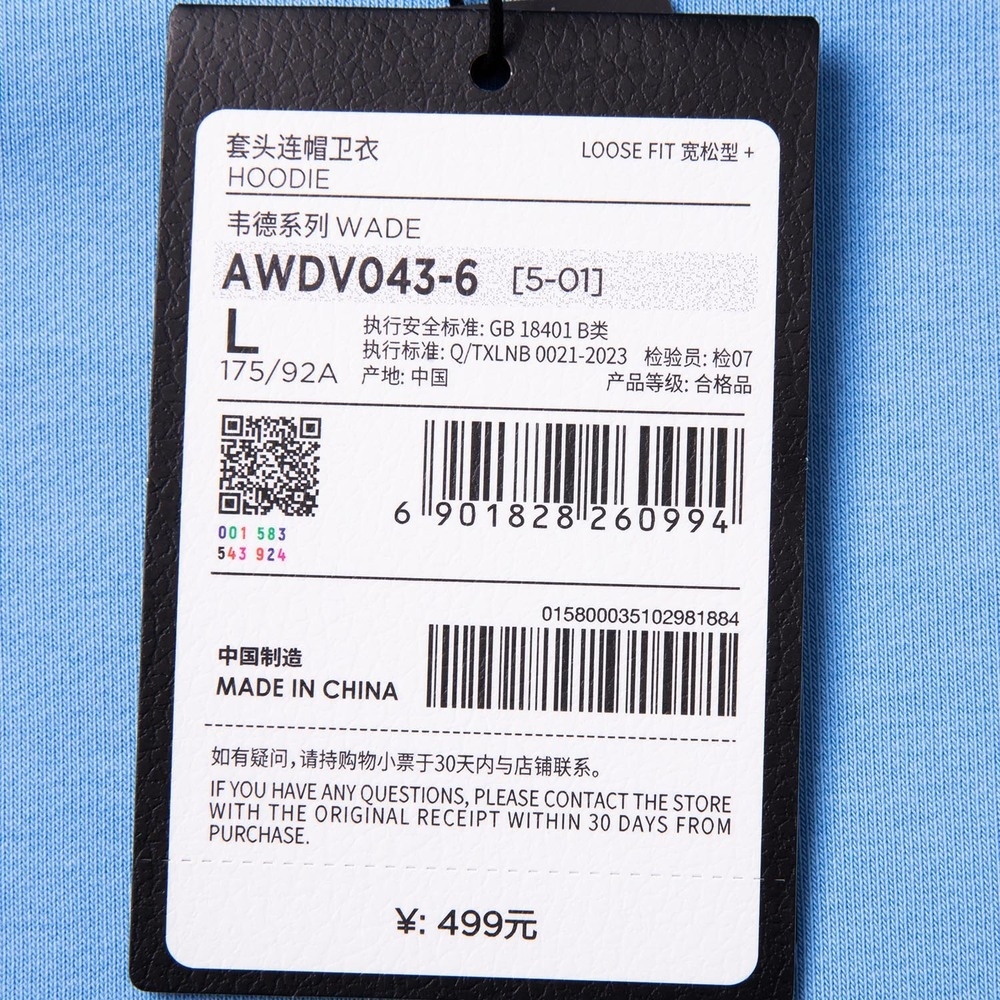 套头连帽卫衣
LOOSE FIT 宽松型 +
HOODIE
韦德系列 WADE
AWDV043-6 [5-01]
L
175/92A
执行安全标准: GB 18401 B类
执行标准: Q/TXLNB 0021-2023 检验员: 检07
产地: 中国 产品等级: 合格品
001 583
543 924
6 901828 260994
015800035102981884
中国制造
MADE IN CHINA
如有疑问,请持购物小票于30天内与店铺联系。
IF YOU HAVE ANY QUESTIONS, PLEASE CONTACT THE STORE
WITH THE ORIGINAL RECEIPT WITHIN 30 DAYS FROM
PURCHASE.
¥: 499元